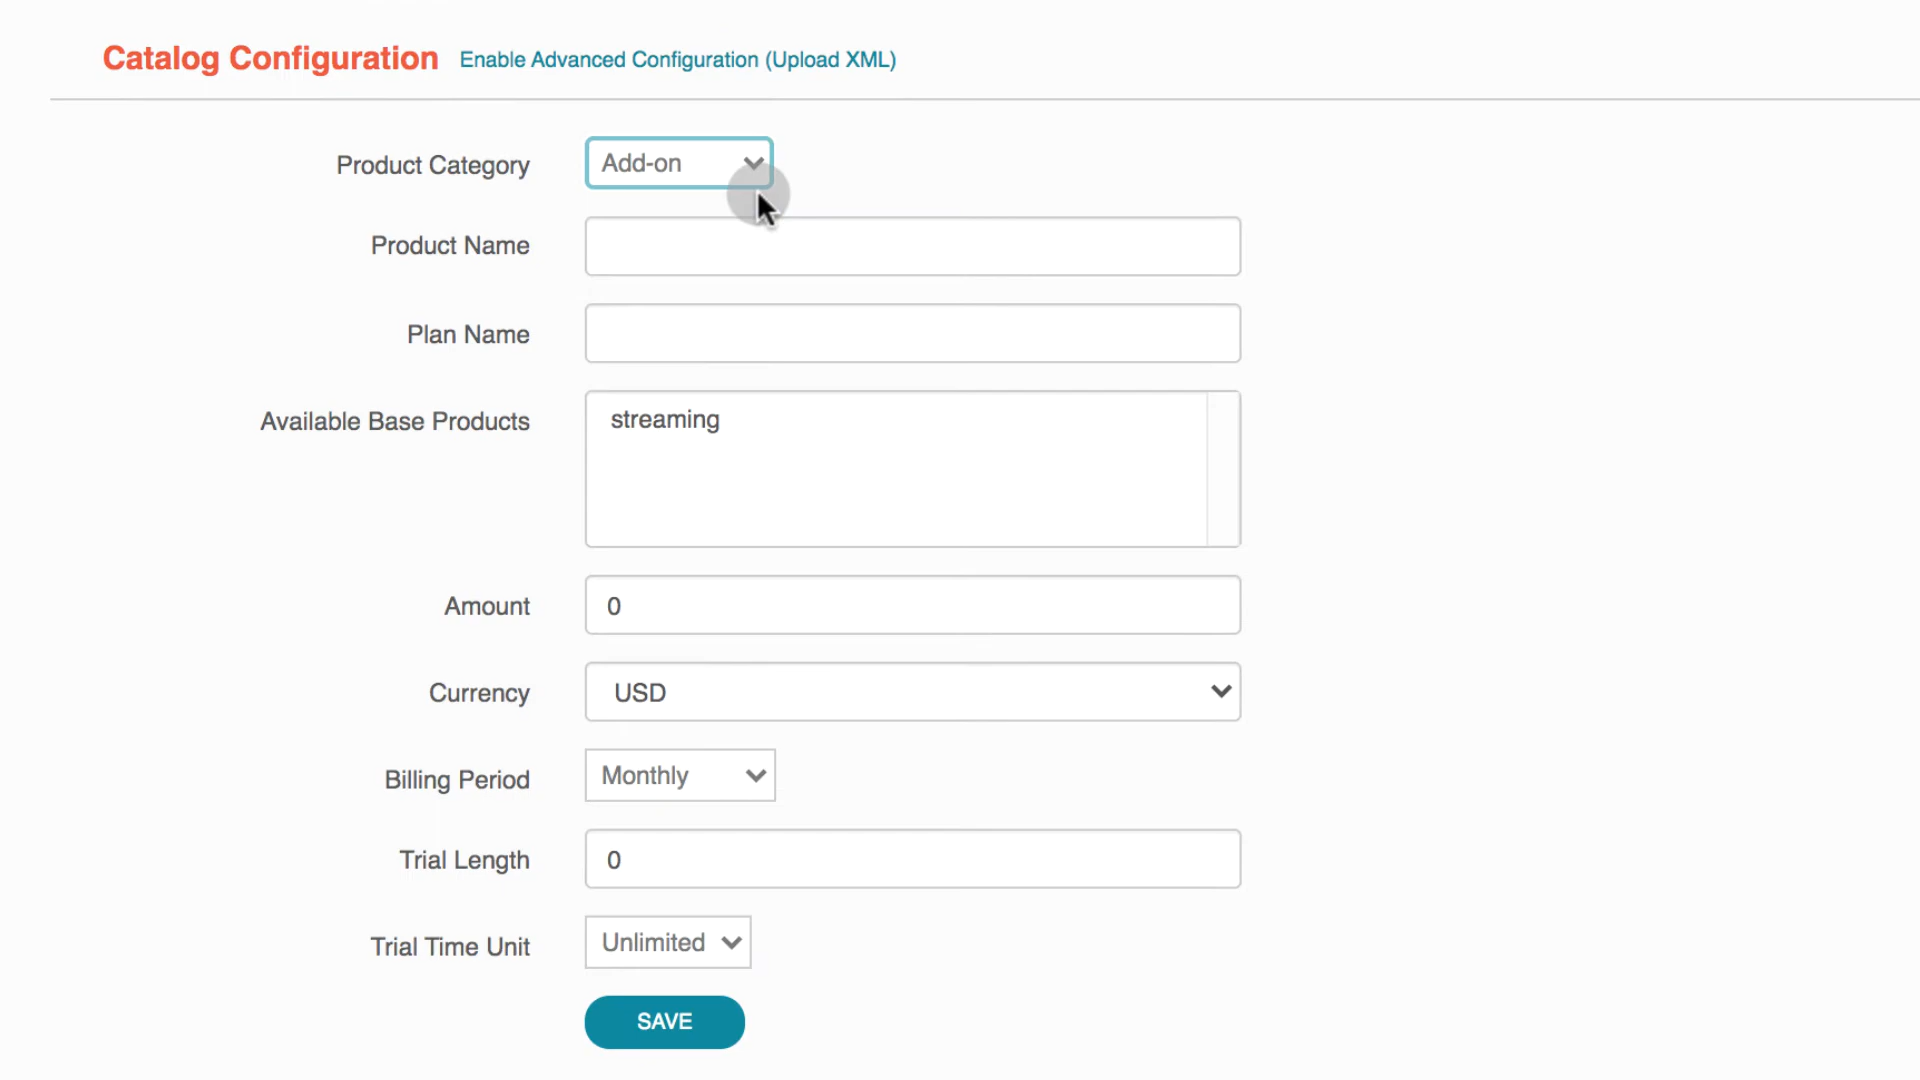 Catalog Configuration Enable Advanced Configuration (Upload XML)
Product Category Add-on
Product Name
Plan Name
Available Base Products streaming
Amount 0
Currency USD
Billing Period Monthly
Trial Length 0
Trial Time Unit Unlimited
SAVE